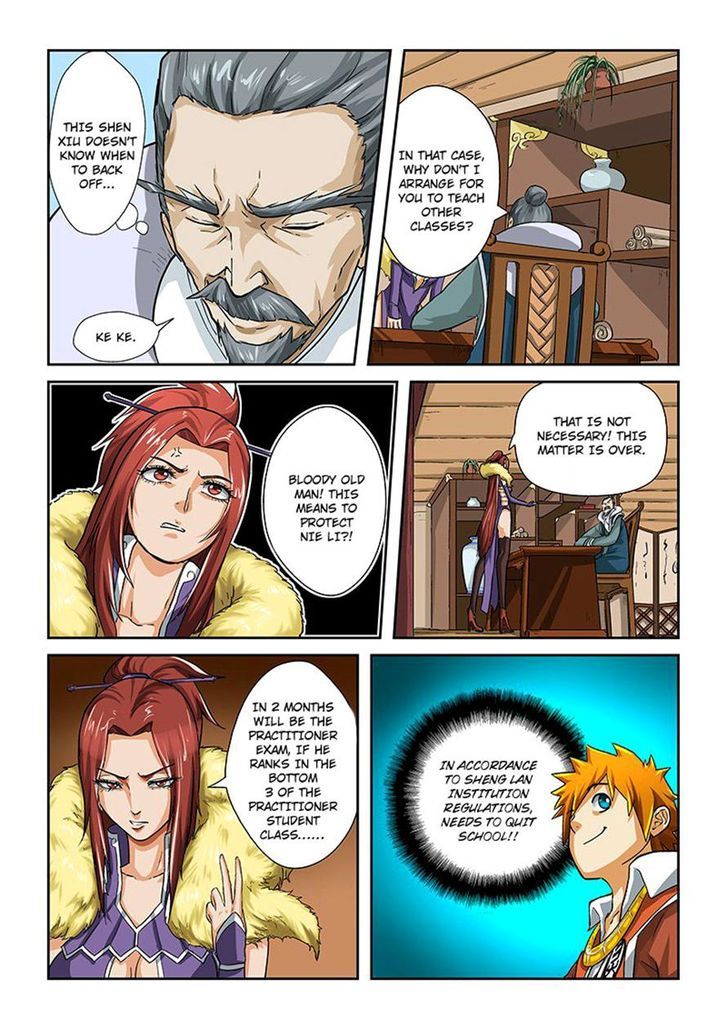 THIS SHEN
XIU DOESN'T
KNOW WHEN
TO BACK
OFF...
KE KE.
IN THAT CASE,
WHY DON'T I
ARRANGE FOR
YOU TO TEACH
OTHER
CLASSES?
BLOODY OLD
MAN! THIS
MEANS TO
PROTECT
NIE LI?!
THAT IS NOT
NECESSARY! THIS
MATTER IS OVER.
IN 2 MONTHS
WILL BE THE
PRACTITIONER
EXAM, IF HE
RANKS IN THE
BOTTOM
3 OF THE
PRACTITIONER
STUDENT
CLASS......
IN ACCORDANCE
TO SHENG LAN
INSTITUTION
REGULATIONS,
NEEDS TO QUIT
SCHOOL!!